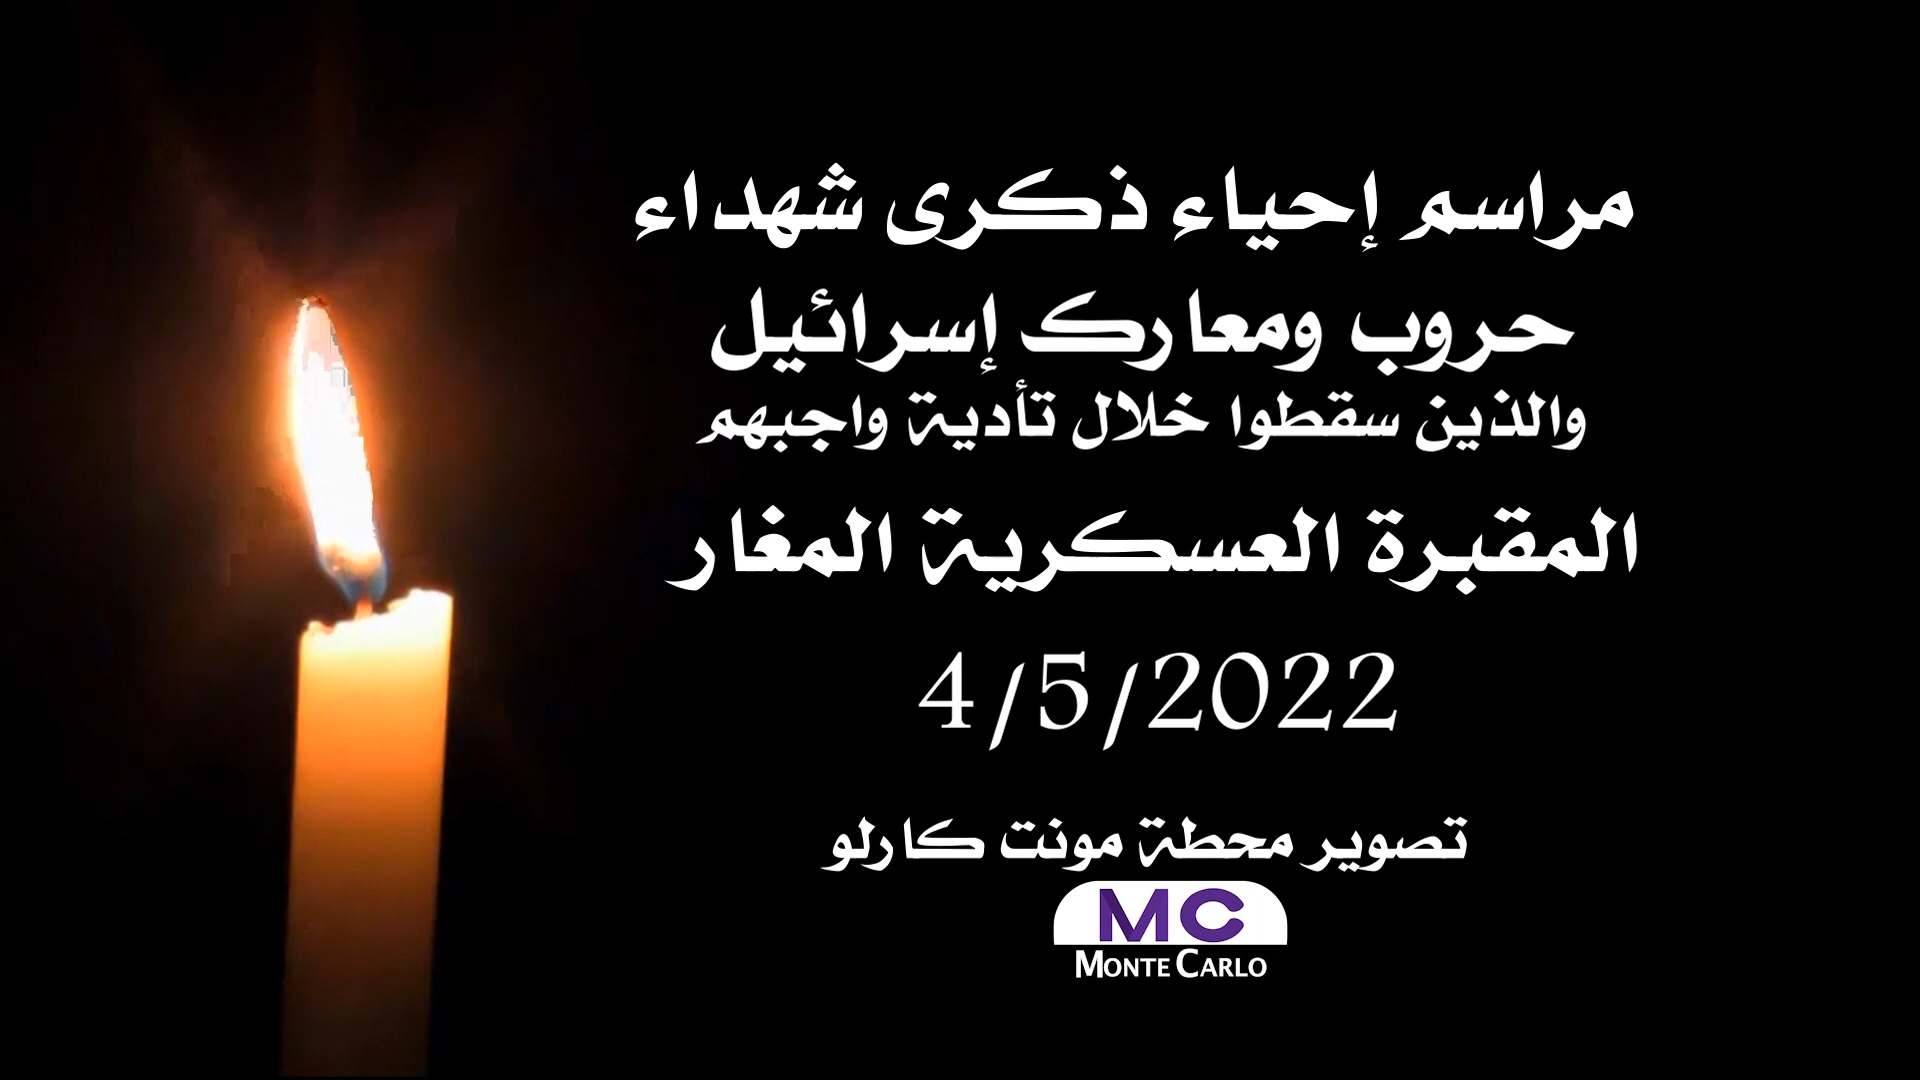 مراسم إحياء ذكرى شهداء
حروب ومعارك إسرائيل
والذين سقطوا خلال تأدية واجبهم
المقبرة العسكرية المغار
4/5/2022
تصوير محطة مونت كارلو
MC
MONTE CARLO